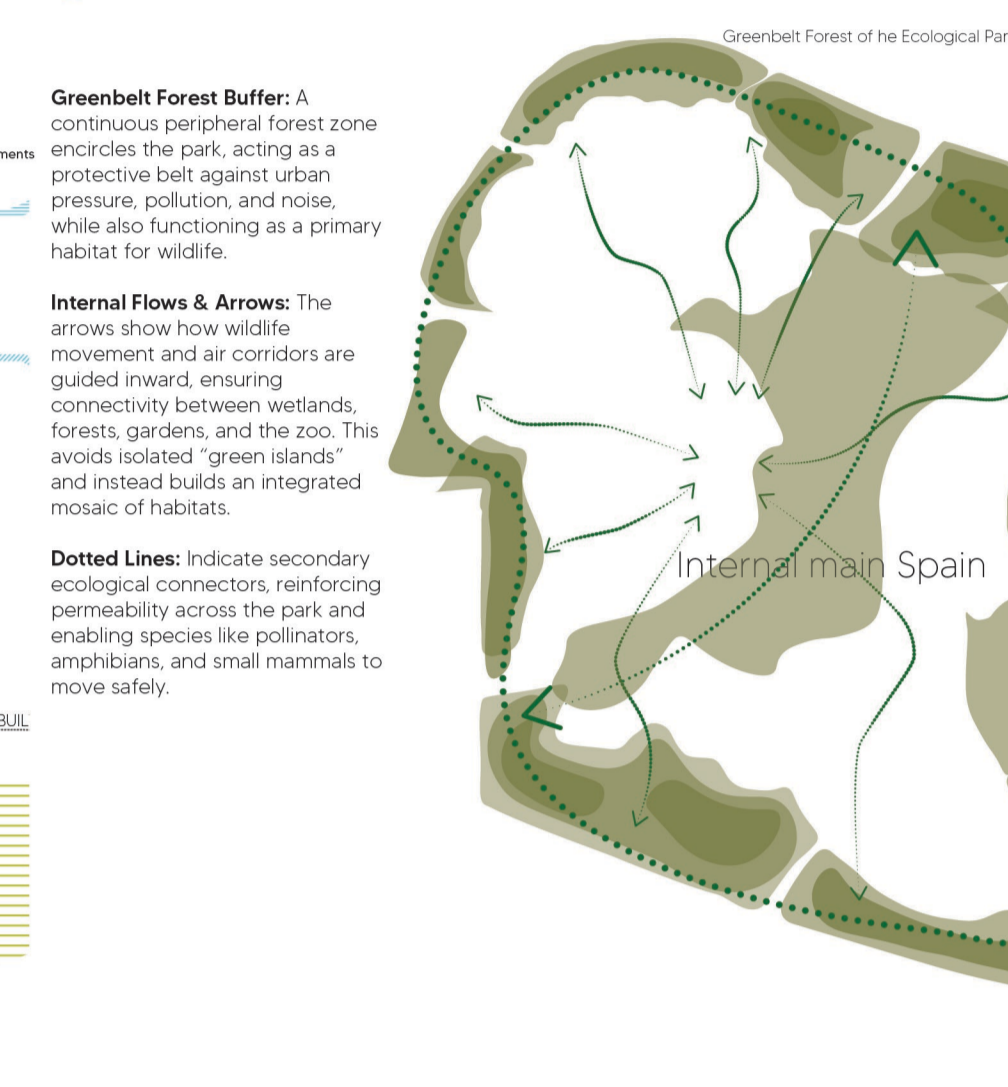 Greenbelt Forest of he Ecological Par
Greenbelt Forest Buffer: A
continuous peripheral forest zone
encircles the park, acting as a
protective belt against urban
pressure, pollution, and noise,
while also functioning as a primary
habitat for wildlife.
ments
Internal Flows & Arrows: The
arrows show how wildlife
movement and air corridors are
guided inward, ensuring
connectivity between wetlands,
forests, gardens, and the zoo. This
avoids isolated “green islands”
and instead builds an integrated
mosaic of habitats.
Dotted Lines: Indicate secondary
ecological connectors, reinforcing
permeability across the park and
enabling species like pollinators,
amphibians, and small mammals to
move safely.
BUIL
Internal main Spain